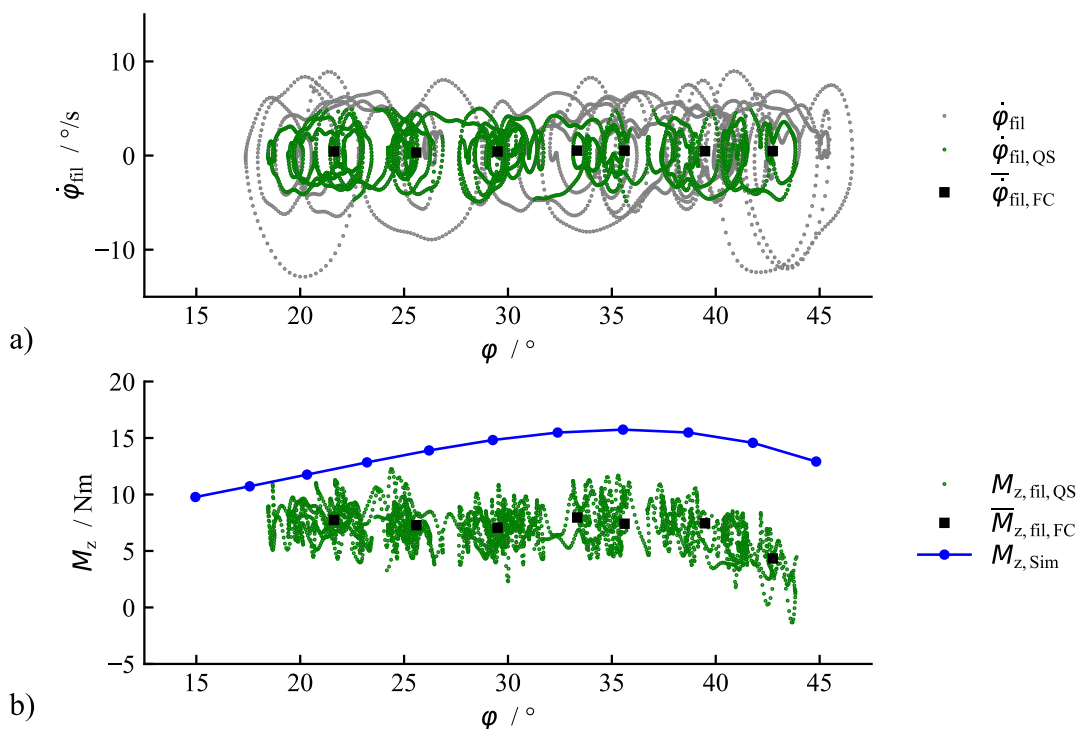 10
0
−10
φ̇fil / °/s
15 20 25 30 35 40 45
φ / °
a)
φ̇fil
φ̇fil, QS
φ̇fil, FC
20
15
10
5
0
−5
Mz / Nm
15 20 25 30 35 40 45
φ / °
b)
Mz, fil, QS
M̅z, fil, FC
Mz, Sim